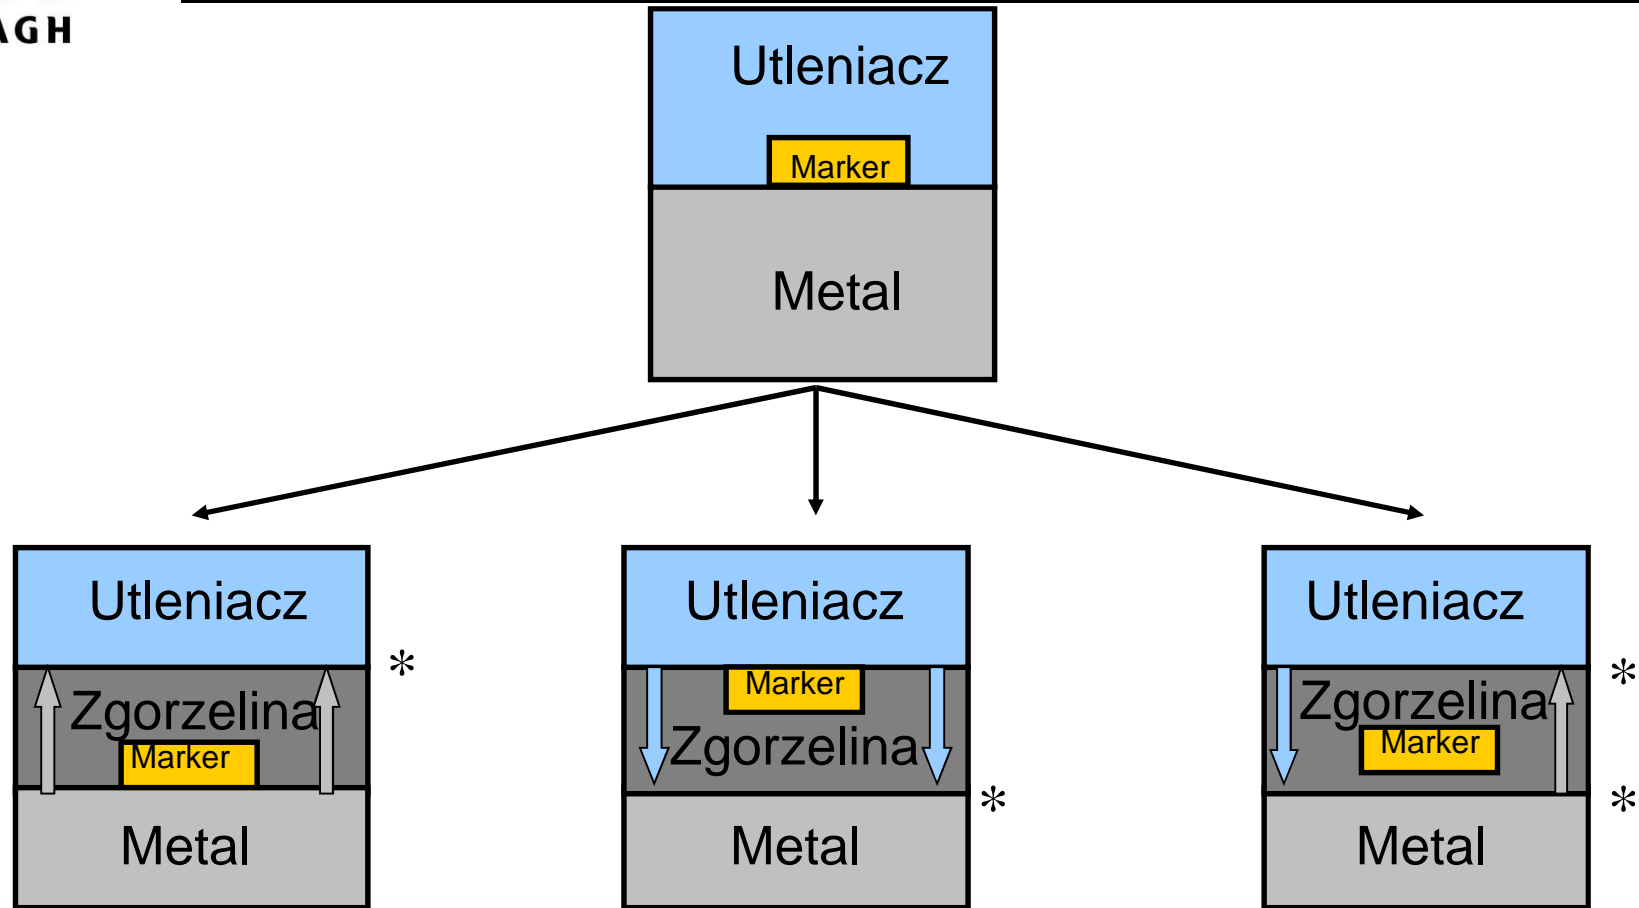 AGH
Utleniacz
Marker
Metal
Utleniacz
Zgorzelina
Marker
Metal
*
Utleniacz
Marker
Zgorzelina
Metal
*
Utleniacz
Zgorzelina
Marker
Metal
*
*